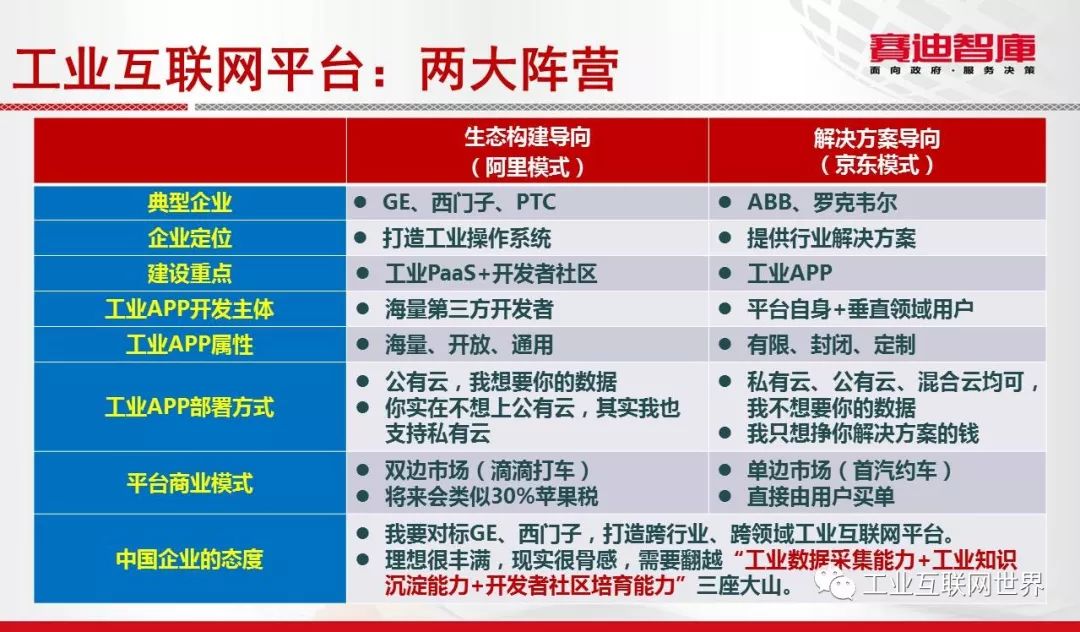 工业互联网平台：两大阵营
赛迪智库
面向政府·服务决策
生态构建导向
（阿里模式）
解决方案导向
（京东模式）
典型企业
● GE、西门子、PTC
● ABB、罗克韦尔
企业定位
● 打造工业操作系统
● 提供行业解决方案
建设重点
● 工业PaaS+开发者社区
● 工业APP
工业APP开发主体
● 海量第三方开发者
● 平台自身+垂直领域用户
工业APP属性
● 海量、开放、通用
● 有限、封闭、定制
工业APP部署方式
● 公有云，我想要你的数据
● 你实在不想上公有云，其实我也
支持私有云
● 私有云、公有云、混合云均可，
我不想要你的数据
● 我只想挣你解决方案的钱
平台商业模式
● 双边市场（滴滴打车）
● 将来会类似30%苹果税
● 单边市场（首汽约车）
● 直接由用户买单
中国企业的态度
● 我要对标GE、西门子，打造跨行业、跨领域工业互联网平台。
● 理想很丰满，现实很骨感，需要翻越“工业数据采集能力+工业知识
沉淀能力+开发者社区培育能力”三座大山。
工业互联网世界